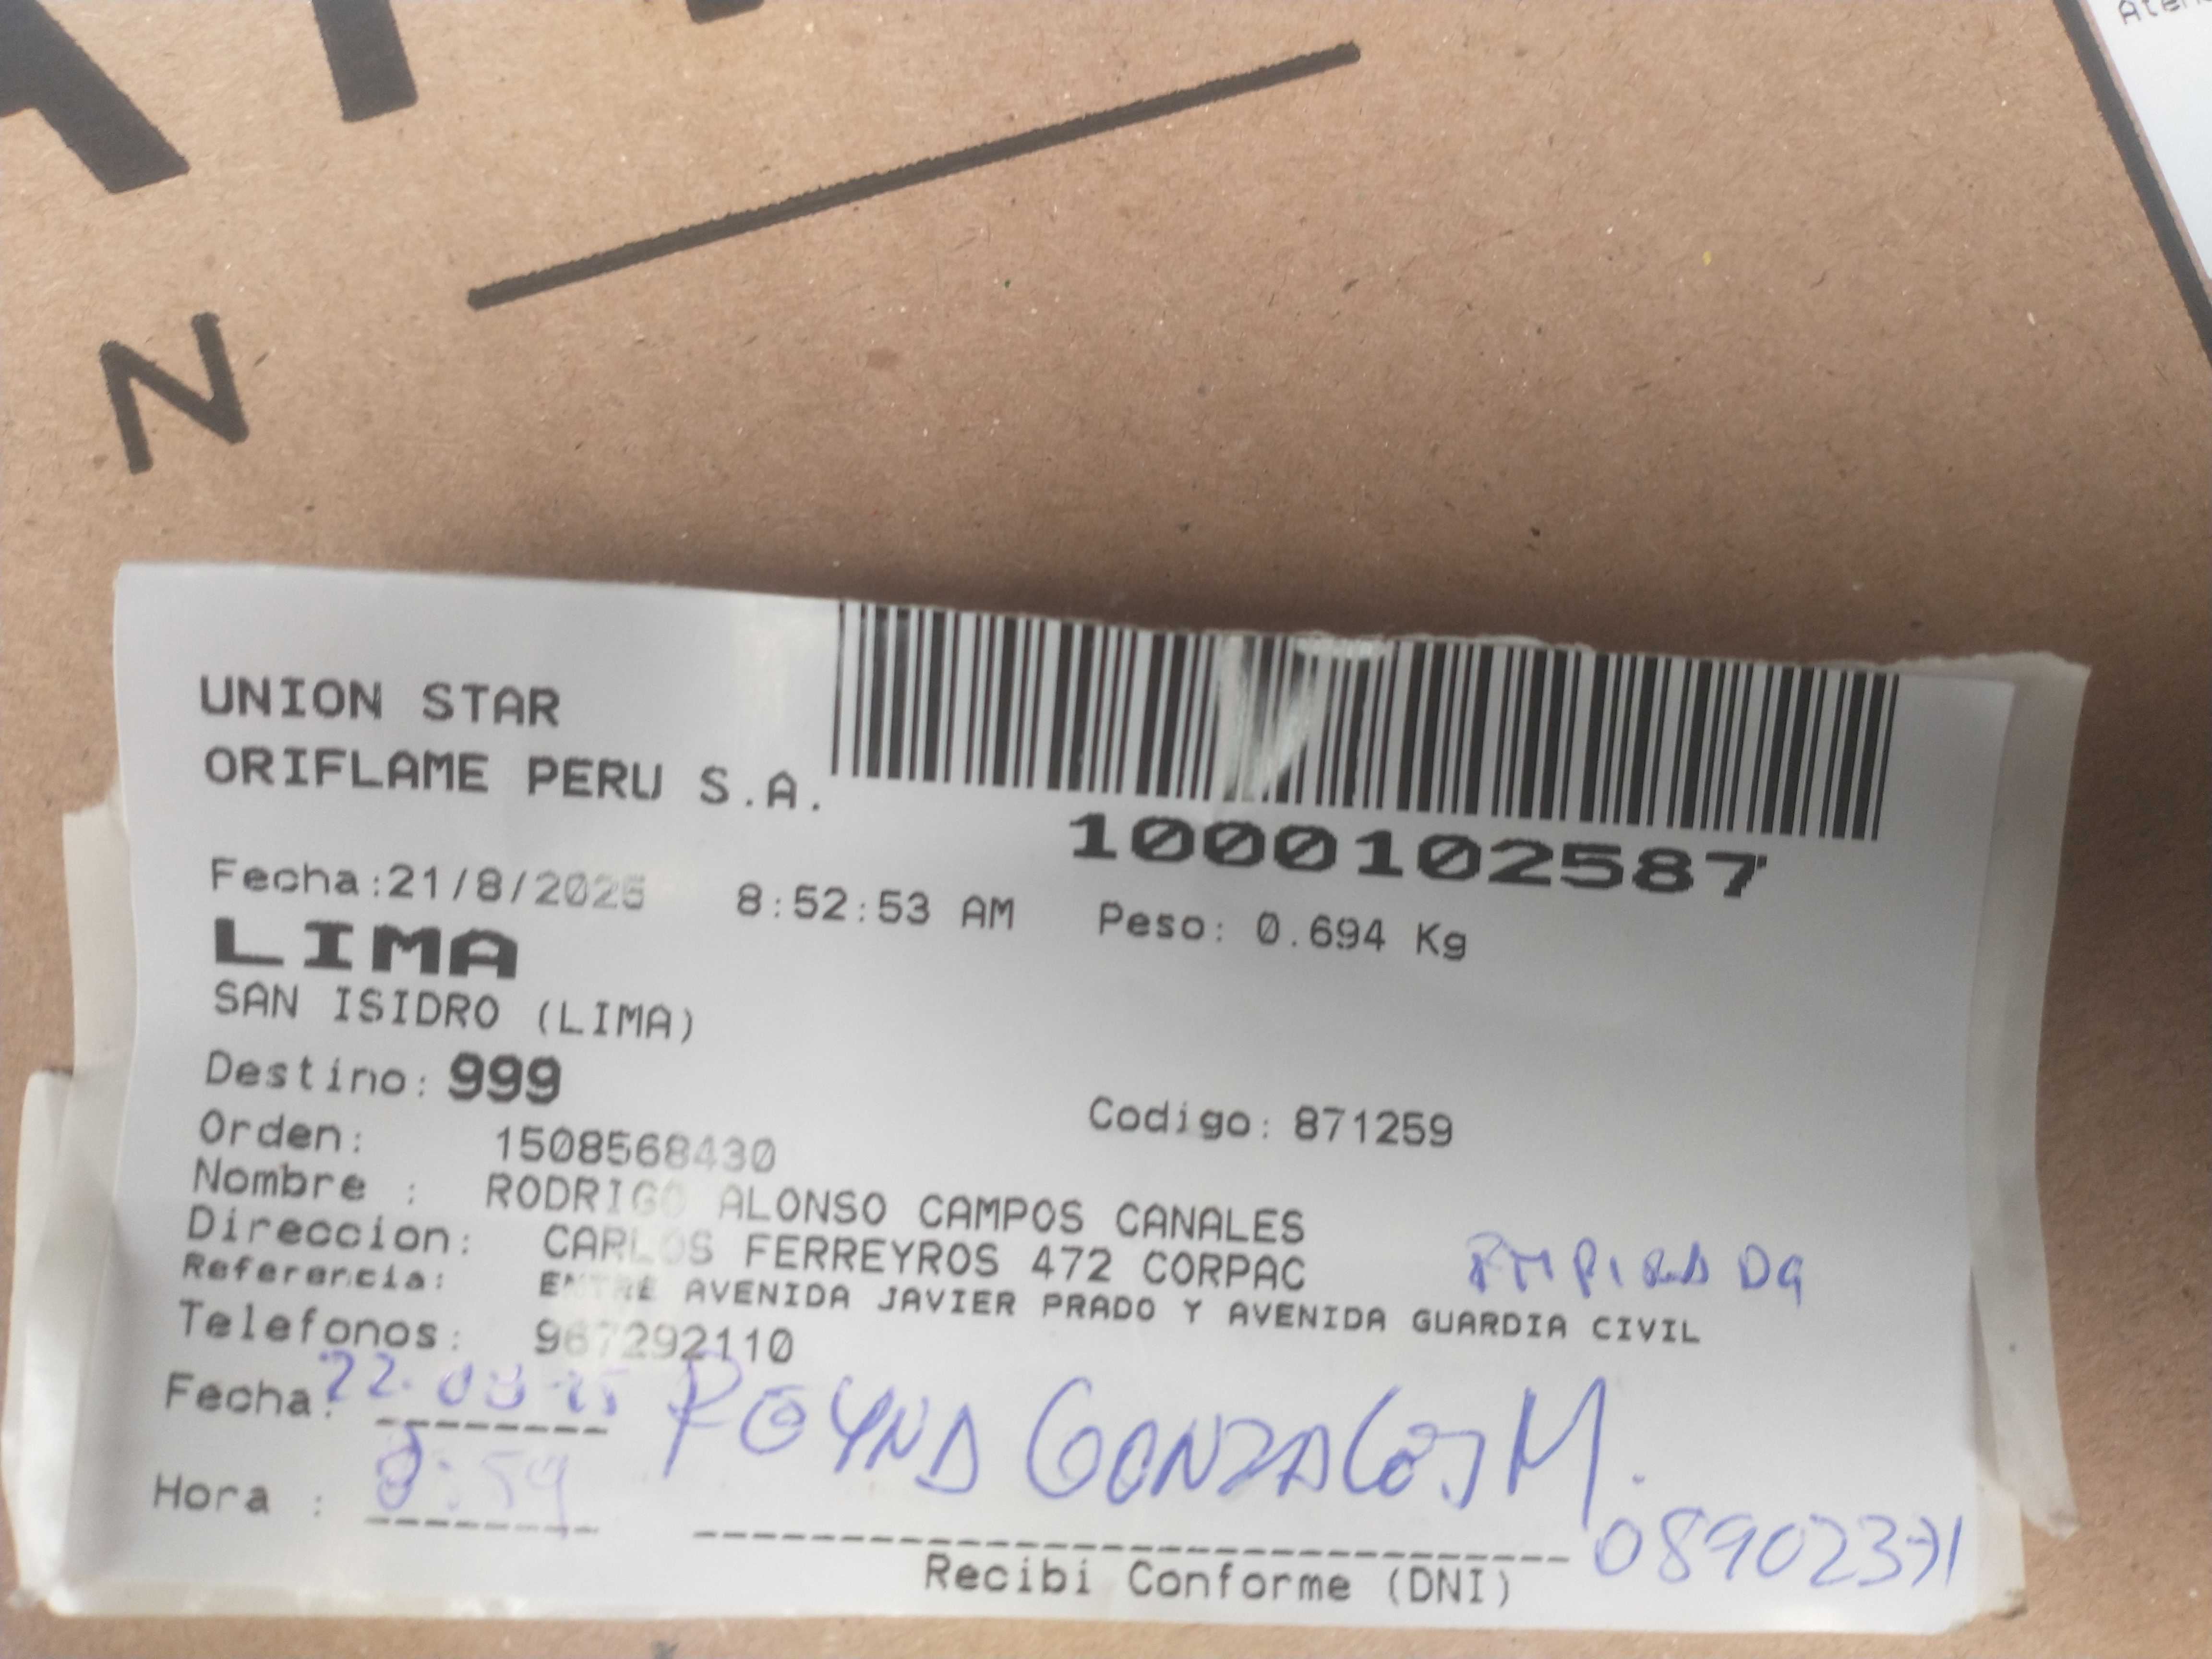 N
UNION STAR
ORIFLAME PERU S.A.
1000102587
Fecha:21/8/2025 8:52:53 AM Peso: 0.694 Kg
LIMA
SAN ISIDRO (LIMA)
Destino: 999
Codigo: 871259
Orden: 1508568430
Nombre : RODRIGO ALONSO CAMPOS CANALES
Direccion: CARLOS FERREYROS 472 CORPAC
Referencia: ENTRE AVENIDA JAVIER PRADO Y AVENIDA GUARDIA CIVIL
Telefonos: 967292110
Fecha: 22-08-25
Hora : 8:59
08902371
Recibi Conforme (DNI)